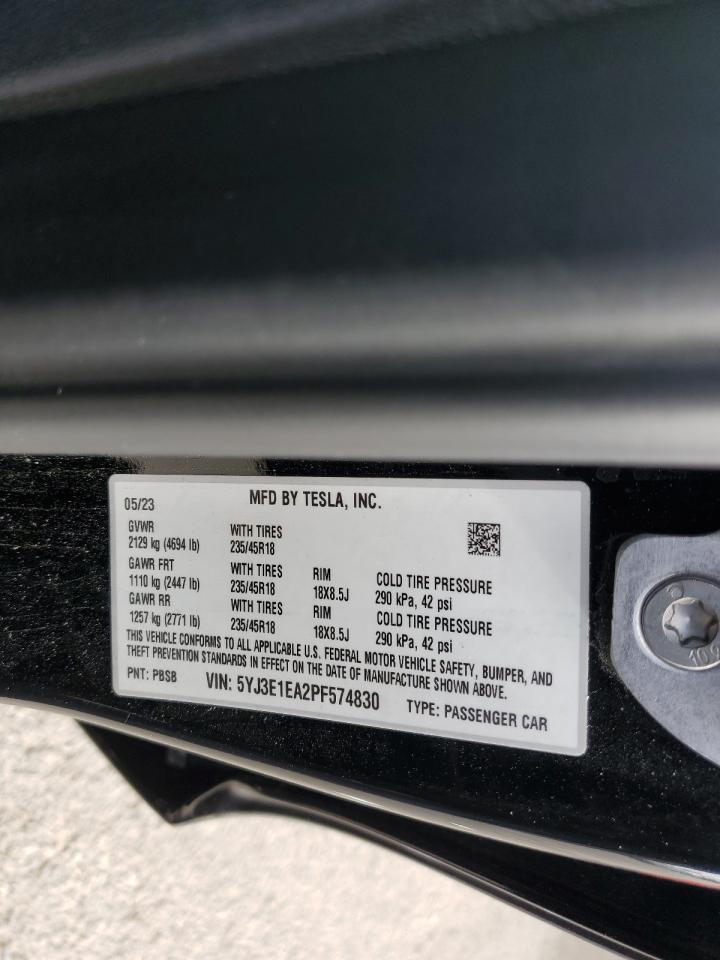 05/23 MFD BY TESLA, INC.
GVWR WITH TIRES
2129 kg (4694 lb) 235/45R18
GAWR FRT WITH TIRES RIM COLD TIRE PRESSURE
1110 kg (2447 lb) 235/45R18 18X8.5J 290 kPa, 42 psi
GAWR RR WITH TIRES RIM COLD TIRE PRESSURE
1257 kg (2771 lb) 235/45R18 18X8.5J 290 kPa, 42 psi
THIS VEHICLE CONFORMS TO ALL APPLICABLE U.S. FEDERAL MOTOR VEHICLE SAFETY, BUMPER, AND
THEFT PREVENTION STANDARDS IN EFFECT ON THE DATE OF MANUFACTURE SHOWN ABOVE.
PNT: PBSB VIN: 5YJ3E1EA2PF574830 TYPE: PASSENGER CAR